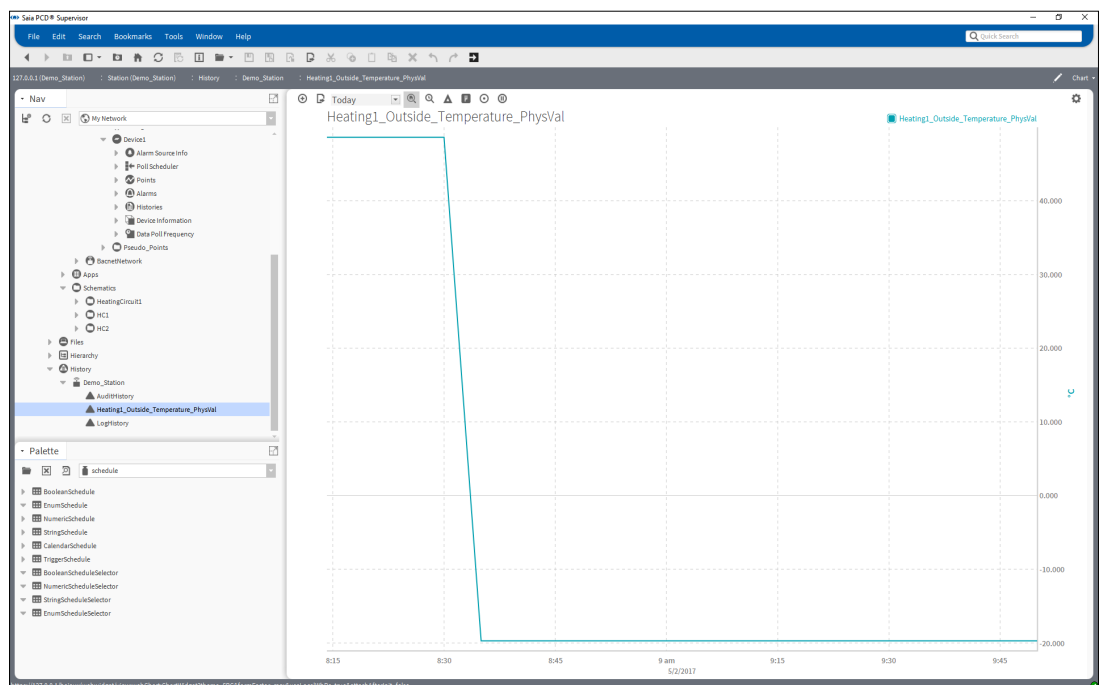 Saia PCD® Supervisor
File Edit Search Bookmarks Tools Window Help
Quick Search
127.0.0.1 (Demo_Station) : Station (Demo_Station) : History : Demo_Station : Heating1_Outside_Temperature_PhysVal
Chart
Nav
My Network
Device1
Alarm Source Info
Poll Scheduler
Points
Alarms
Histories
Device Information
Data Poll Frequency
Pseudo_Points
BacnetNetwork
Apps
Schematics
HeatingCircuit1
HC1
HC2
Files
Hierarchy
History
Demo_Station
AuditHistory
Heating1_Outside_Temperature_PhysVal
LogHistory
Palette
schedule
BooleanSchedule
EnumSchedule
NumericSchedule
StringSchedule
CalendarSchedule
TriggerSchedule
BooleanScheduleSelector
NumericScheduleSelector
StringScheduleSelector
EnumScheduleSelector
Today
Heating1_Outside_Temperature_PhysVal
Heating1_Outside_Temperature_PhysVal
40.000
30.000
20.000
°C
10.000
0.000
-10.000
-20.000
8:15 8:30 8:45 9 am 9:15 9:30 9:45
5/2/2017